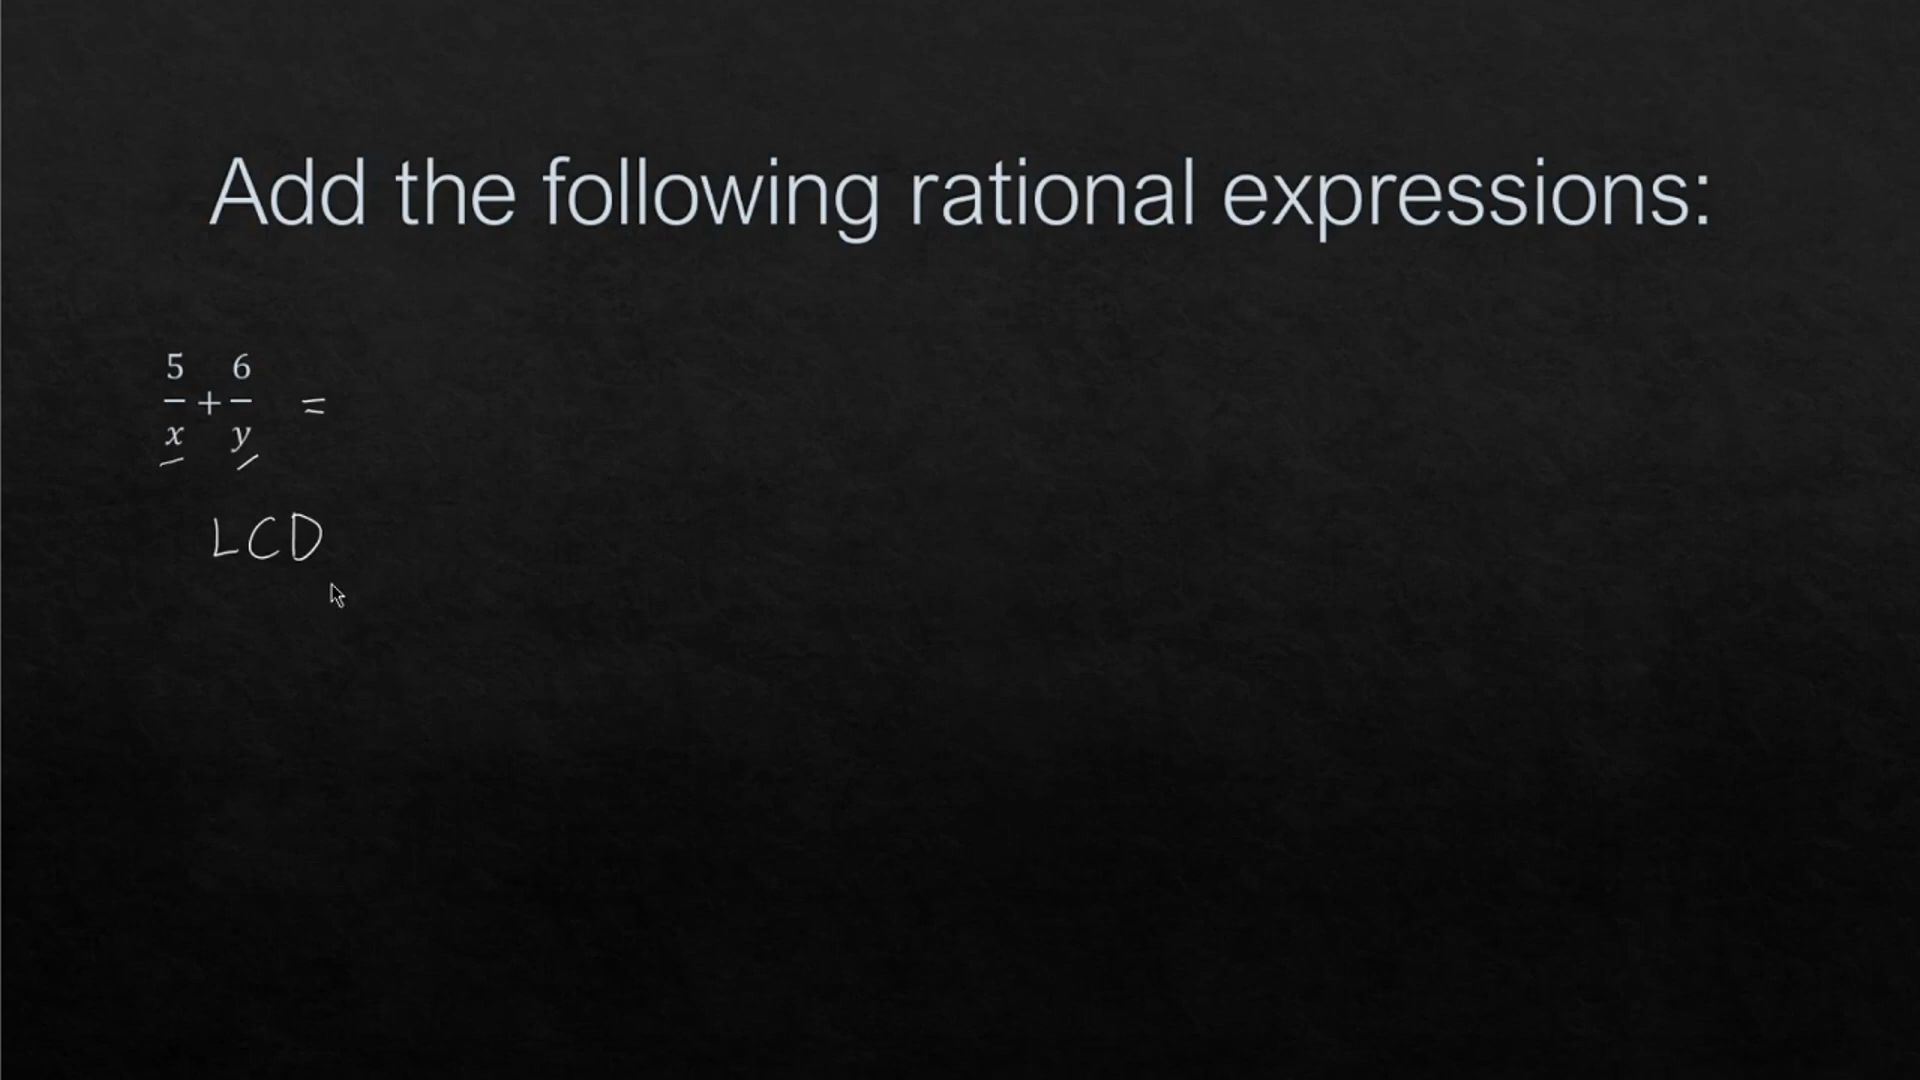 Add the following rational expressions:
5/x + 6/y =
LCD